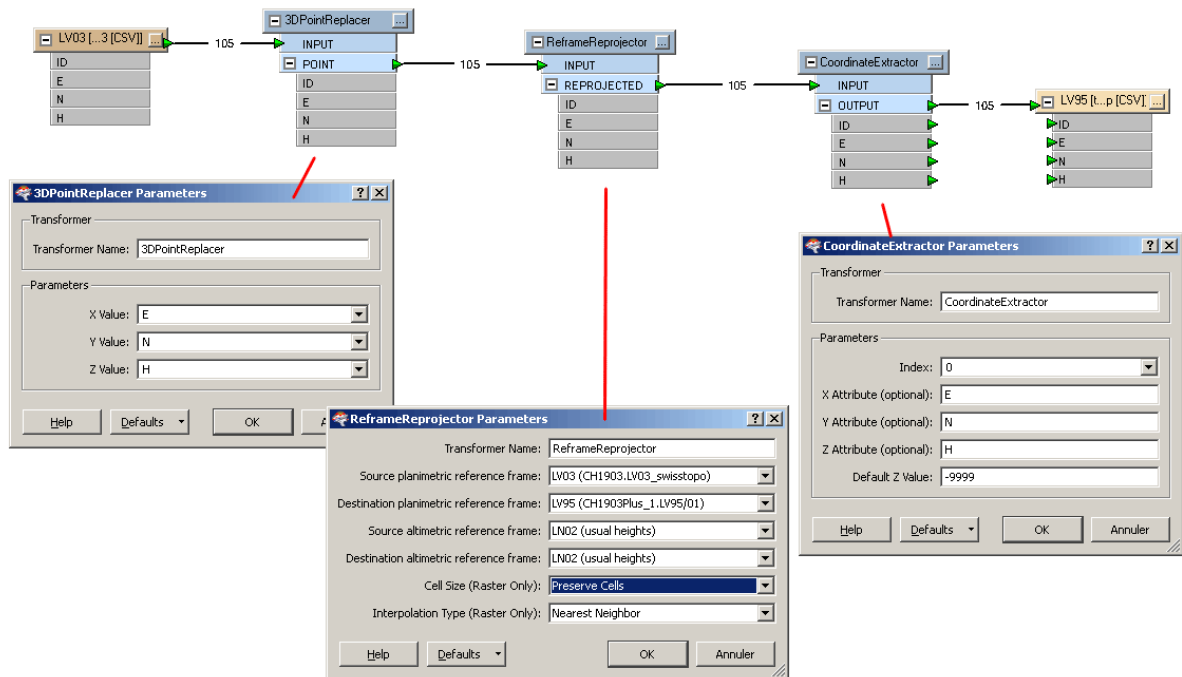 LV03 [...3 [CSV]] ...
ID
E
N
H
105
3DPointReplacer ...
INPUT
POINT
ID
E
N
H
105
ReframeReprojector ...
INPUT
REPROJECTED
ID
E
N
H
105
CoordinateExtractor ...
INPUT
OUTPUT
ID
E
N
H
105
LV95 [t...p [CSV]] ...
ID
E
N
H
3DPointReplacer Parameters
Transformer
Transformer Name: 3DPointReplacer
Parameters
X Value: E
Y Value: N
Z Value: H
Help Defaults OK A
ReframeReprojector Parameters
Transformer Name: ReframeReprojector
Source planimetric reference frame: LV03 (CH1903.LV03_swisstopo)
Destination planimetric reference frame: LV95 (CH1903Plus_1.LV95/01)
Source altimetric reference frame: LN02 (usual heights)
Destination altimetric reference frame: LN02 (usual heights)
Cell Size (Raster Only): Preserve Cells
Interpolation Type (Raster Only): Nearest Neighbor
Help Defaults OK Annuler
CoordinateExtractor Parameters
Transformer
Transformer Name: CoordinateExtractor
Parameters
Index: 0
X Attribute (optional): E
Y Attribute (optional): N
Z Attribute (optional): H
Default Z Value: -9999
Help Defaults OK Annuler